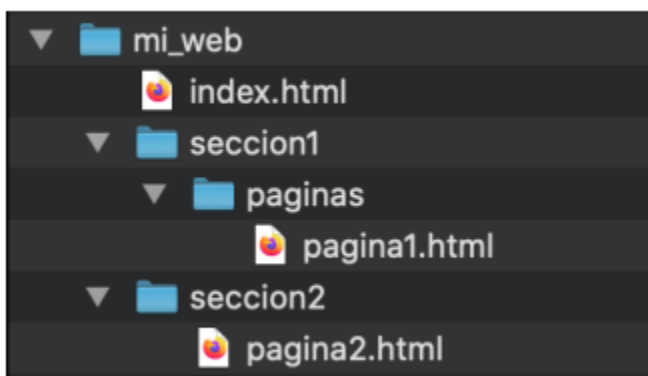 mi_web
index.html
seccion1
paginas
pagina1.html
seccion2
pagina2.html